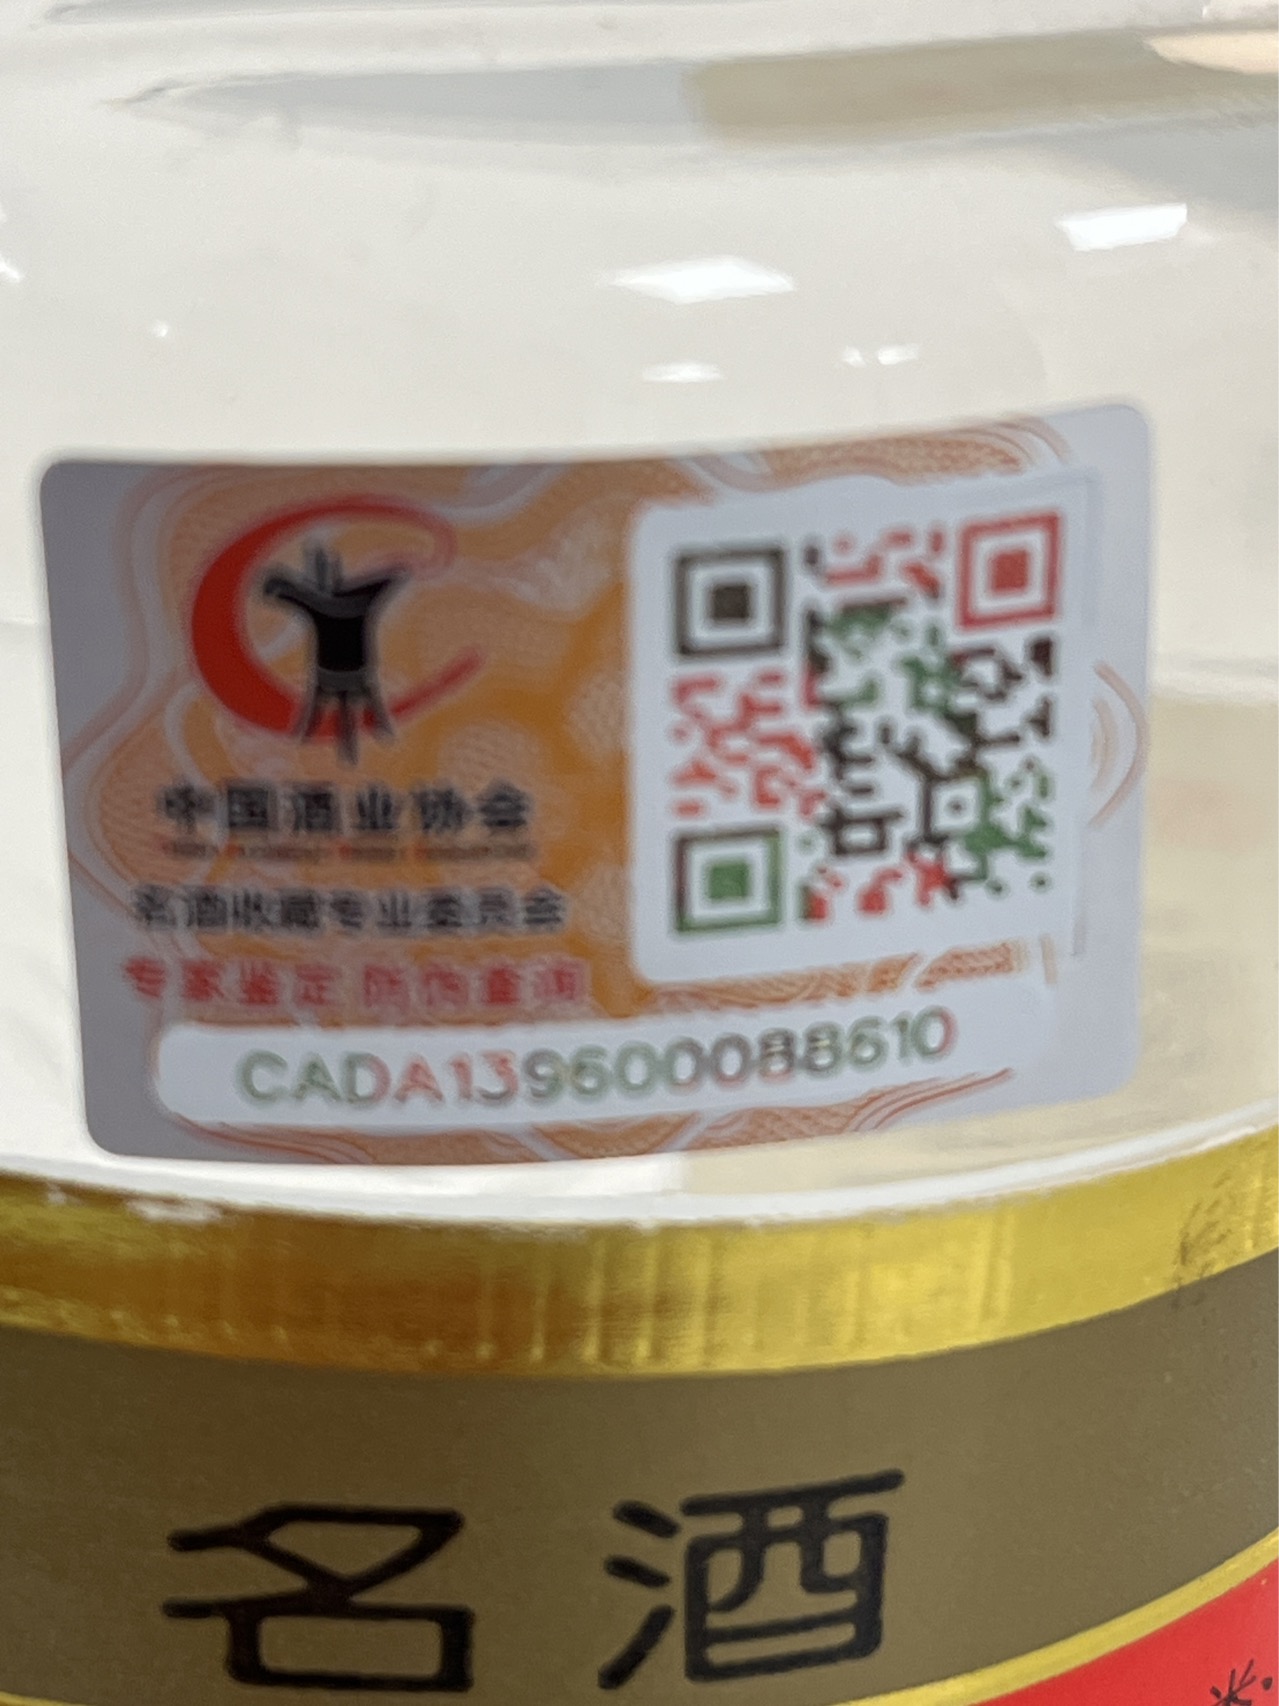 中国酒业协会
名酒收藏专业委员会
专家鉴定 防伪查询
CADA139600088610
名酒